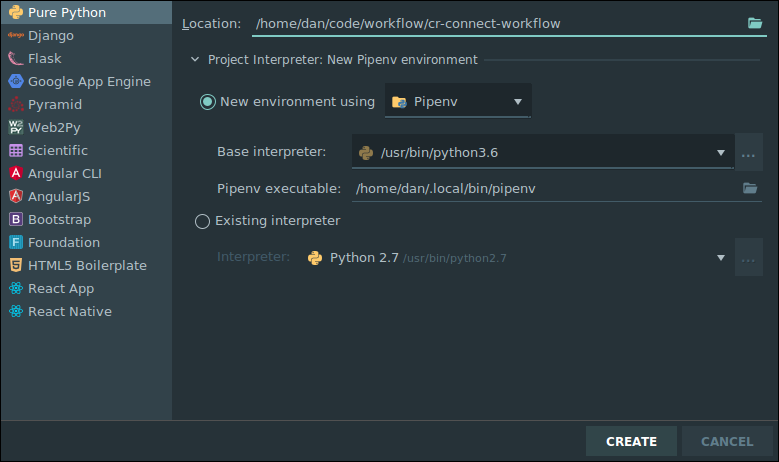 Pure Python
Django
Flask
Google App Engine
Pyramid
Web2Py
Scientific
Angular CLI
AngularJS
Bootstrap
Foundation
HTML5 Boilerplate
React App
React Native
Location: /home/dan/code/workflow/cr-connect-workflow
Project Interpreter: New Pipenv environment
New environment using Pipenv
Base interpreter: /usr/bin/python3.6 ...
Pipenv executable: /home/dan/.local/bin/pipenv
Existing interpreter
Interpreter: Python 2.7 /usr/bin/python2.7 ...
CREATE CANCEL